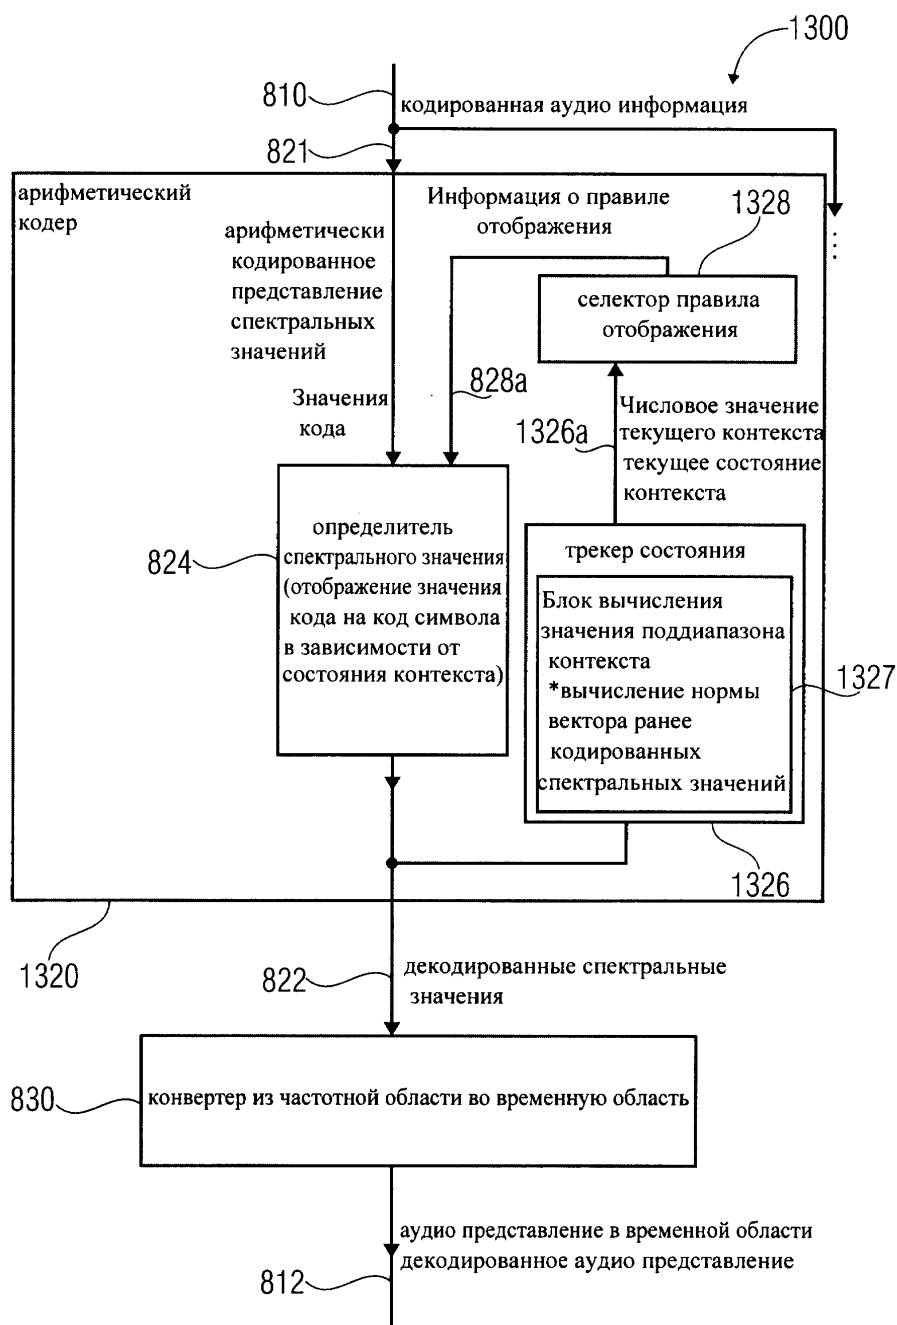 1300
810
кодированная аудио информация
821
арифметический
кодер
Информация о правиле
отображения
1328
арифметически
кодированное
представление
спектральных
значений
селектор правила
отображения
828a
Значения
кода
1326a
Числовое значение
текущего контекста
текущее состояние
контекста
824
определитель
спектрального значения
(отображение значения
кода на код символа
в зависимости от
состояния контекста)
трекер состояния
Блок вычисления
значения поддиапазона
контекста
*вычисление нормы
вектора ранее
кодированных
спектральных значений
1327
1326
1320
822
декодированные спектральные
значения
830
конвертер из частотной области во временную область
аудио представление в временной области
декодированное аудио представление
812